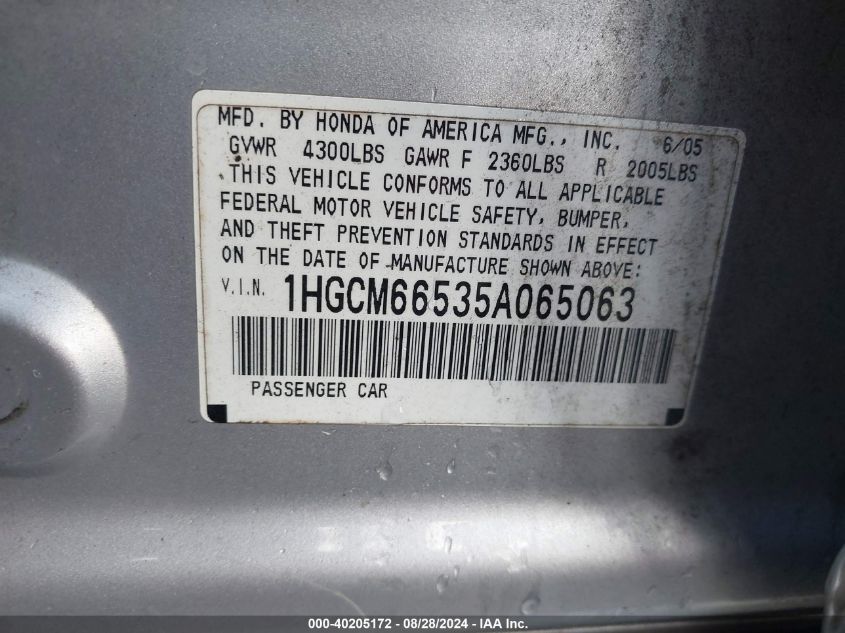 MFD. BY HONDA OF AMERICA MFG., INC. 6/05
GVWR 4300LBS GAWR F 2360LBS R 2005LBS
THIS VEHICLE CONFORMS TO ALL APPLICABLE
FEDERAL MOTOR VEHICLE SAFETY, BUMPER,
AND THEFT PREVENTION STANDARDS IN EFFECT
ON THE DATE OF MANUFACTURE SHOWN ABOVE:
V.I.N. 1HGCM66535A065063
PASSENGER CAR
000-40205172 - 08/28/2024 - IAA Inc.